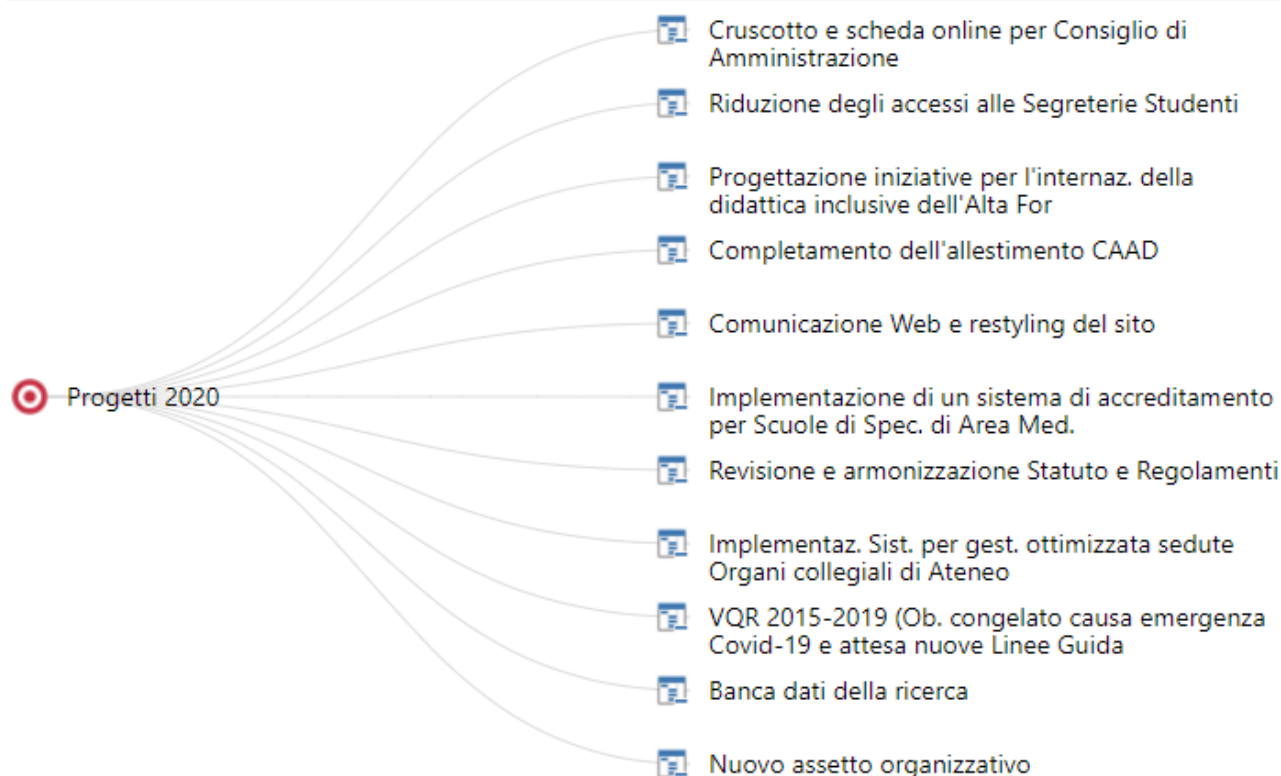 Cruscotto e scheda online per Consiglio di
Amministrazione
Riduzione degli accessi alle Segreterie Studenti
Progettazione iniziative per l'internaz. della
didattica inclusive dell'Alta For
Completamento dell'allestimento CAAD
Comunicazione Web e restyling del sito
Progetti 2020
Implementazione di un sistema di accreditamento
per Scuole di Spec. di Area Med.
Revisione e armonizzazione Statuto e Regolamenti
Implementaz. Sist. per gest. ottimizzata sedute
Organi collegiali di Ateneo
VQR 2015-2019 (Ob. congelato causa emergenza
Covid-19 e attesa nuove Linee Guida
Banca dati della ricerca
Nuovo assetto organizzativo